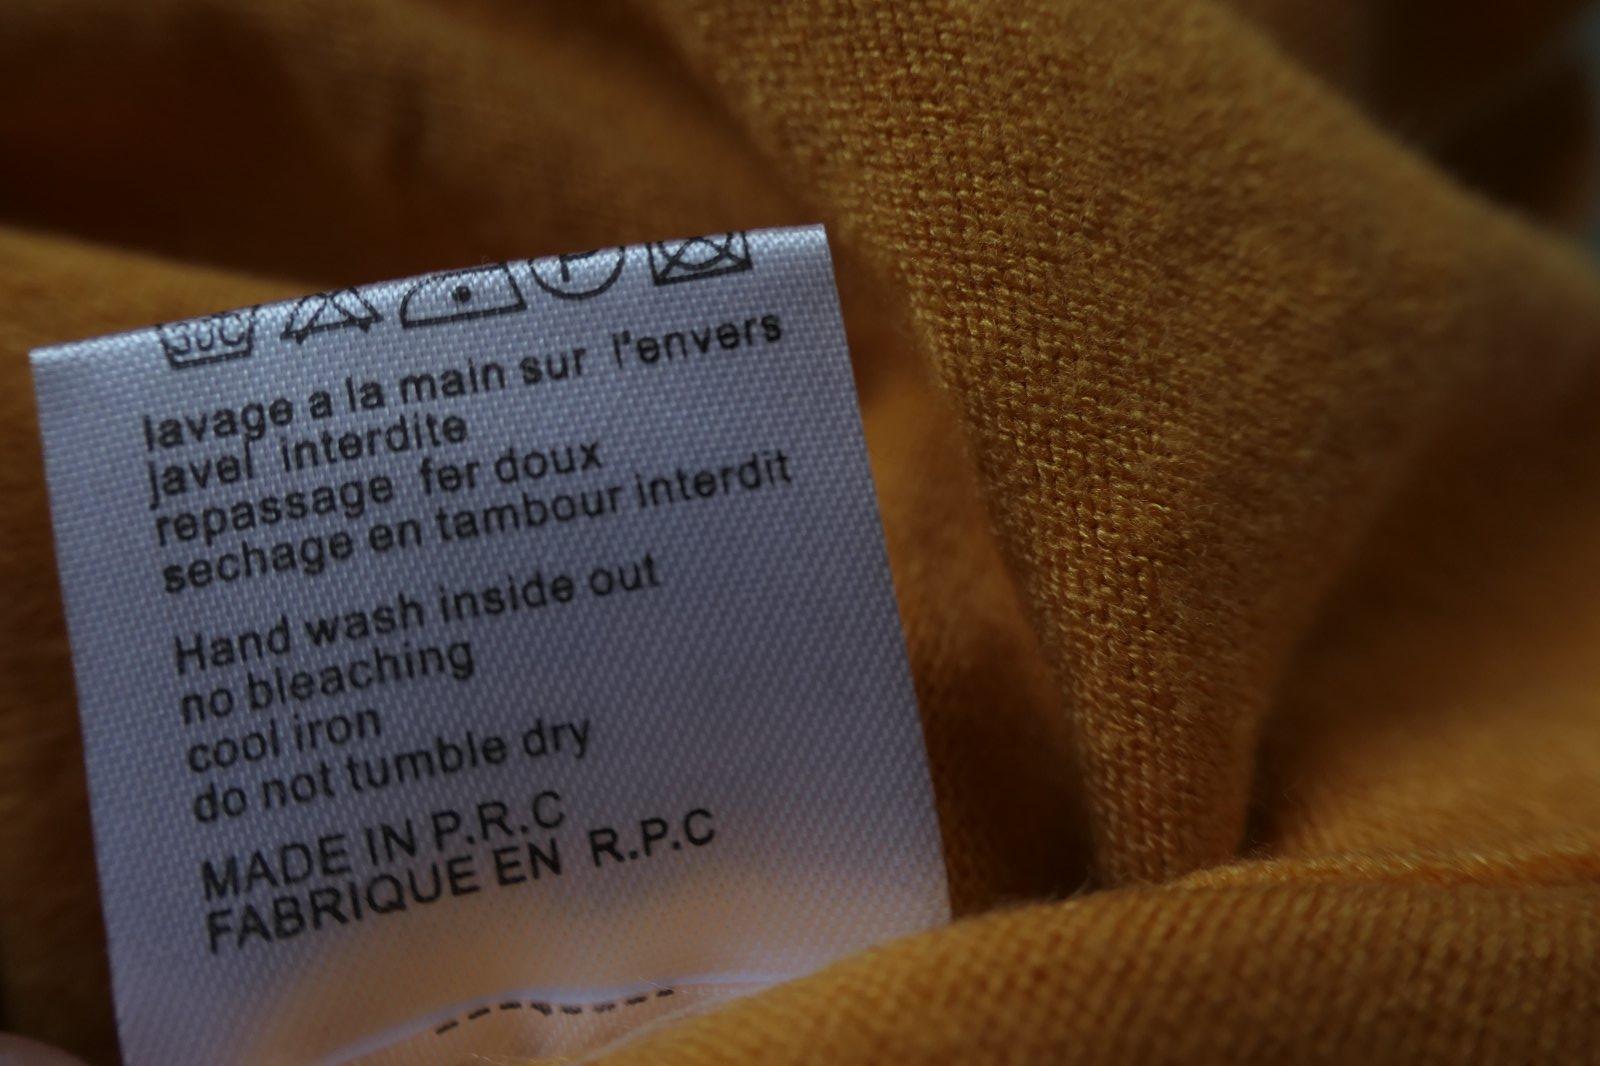 30C P
lavage a la main sur l'envers
javel interdite
repassage fer doux
sechage en tambour interdit
Hand wash inside out
no bleaching
cool iron
do not tumble dry
MADE IN P.R.C
FABRIQUE EN R.P.C